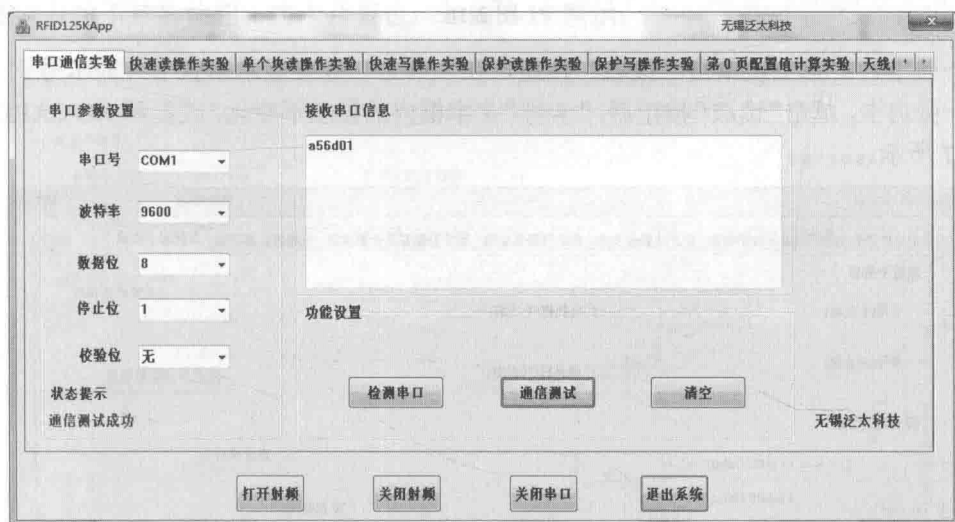 RFID125KApp 无锡泛太科技
串口通信实验 快速读操作实验 单个块读操作实验 快速写操作实验 保护读操作实验 保护写操作实验 第0页配置值计算实验 天线
串口参数设置 接收串口信息
串口号 COM1
a56d01
波特率 9600
数据位 8
停止位 1
功能设置
校验位 无
检测串口 通信测试 清空
状态提示
通信测试成功
无锡泛太科技
打开射频 关闭射频 关闭串口 退出系统